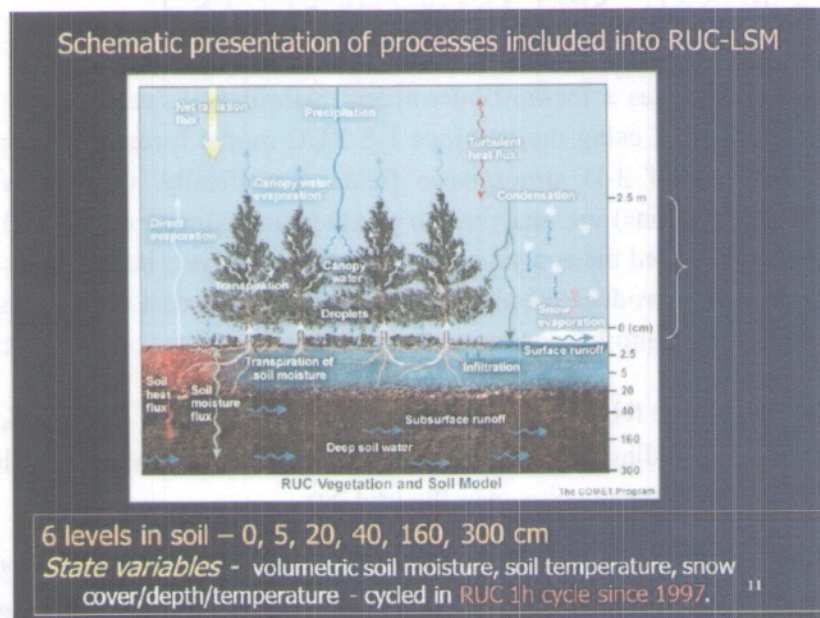 Schematic presentation of processes included into RUC-LSM
Net radiation
flux
Precipitation
Turbulent
heat flux
Canopy water
evaporation
Condensation
2.5 m
Direct
evaporation
Transpiration
Canopy
water
Droplets
Snow
evaporation
0 (cm)
Surface runoff
Transpiration of
soil moisture
Infiltration
2.5
5
Soil
heat
flux
Soil
moisture
flux
20
40
Subsurface runoff
160
Deep soil water
300
RUC Vegetation and Soil Model
The COMET Program
6 levels in soil – 0, 5, 20, 40, 160, 300 cm
State variables - volumetric soil moisture, soil temperature, snow
cover/depth/temperature - cycled in RUC 1h cycle since 1997.
11